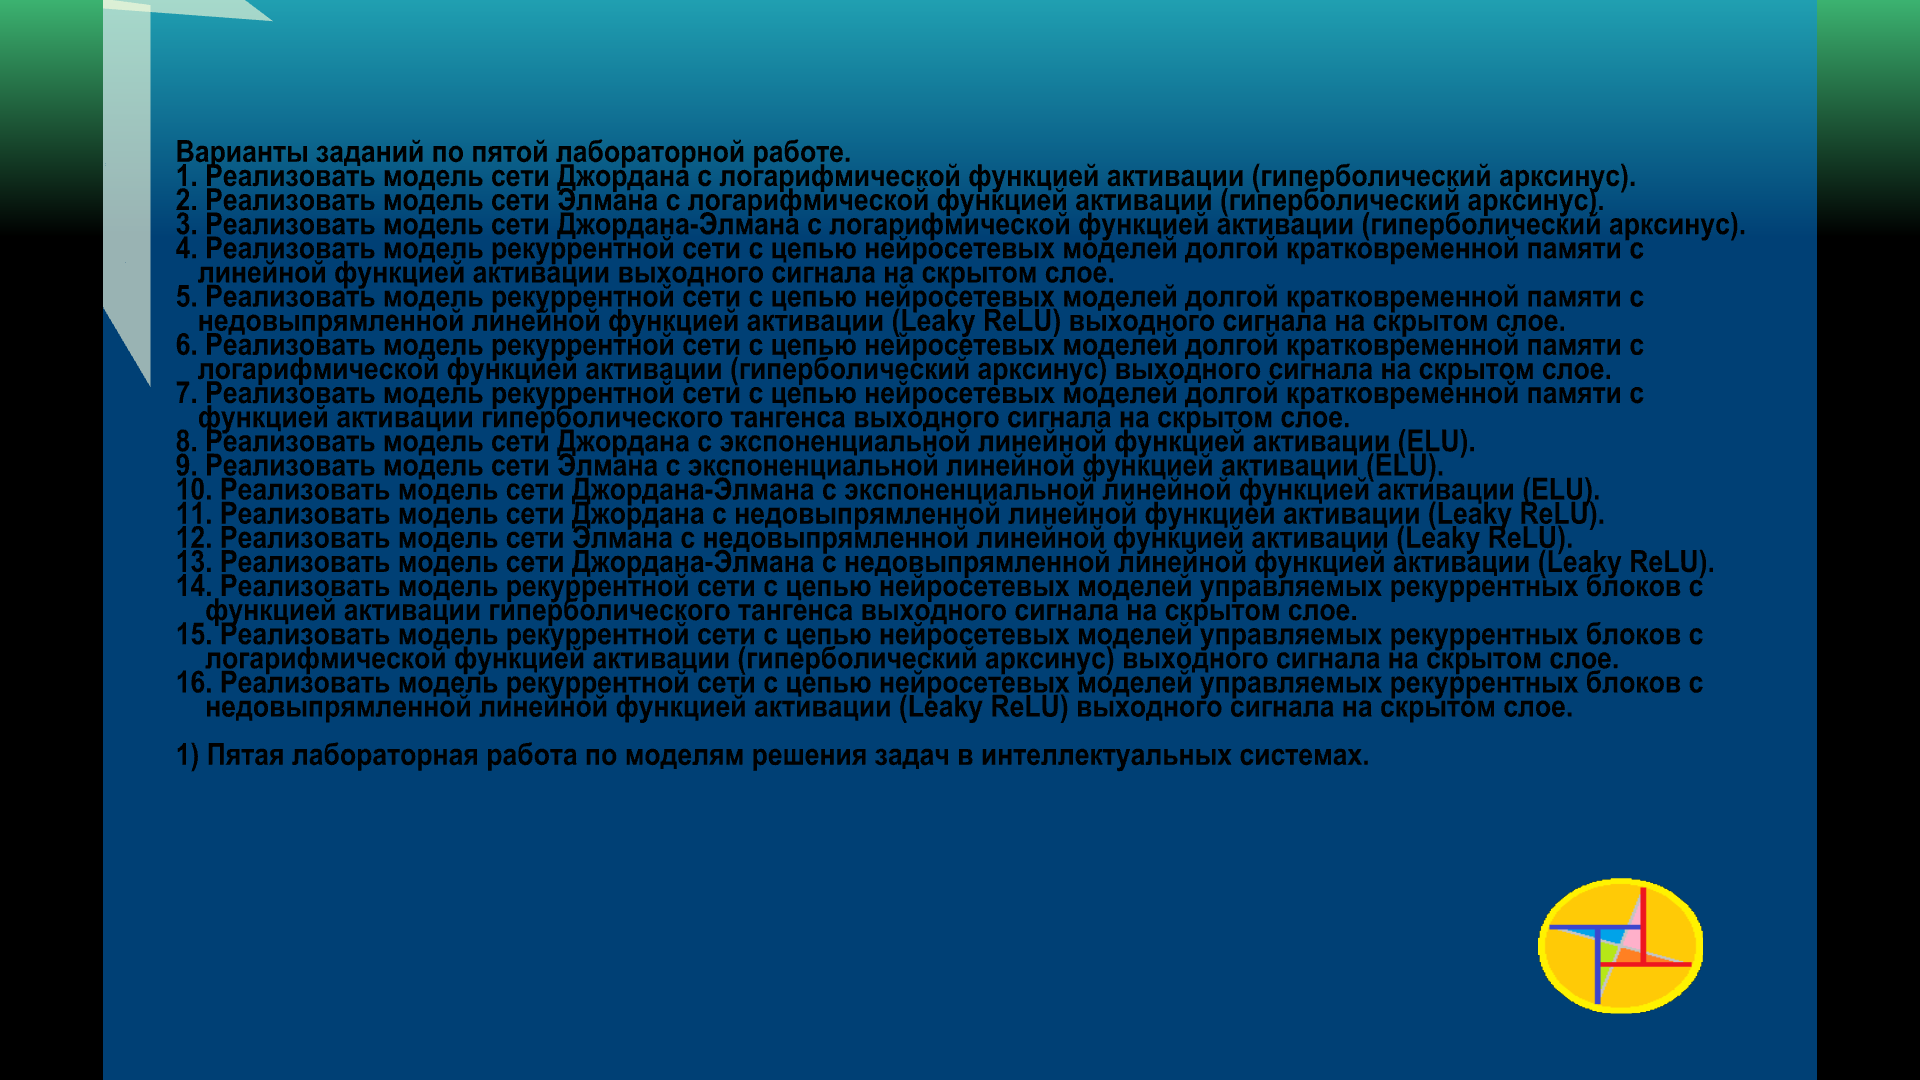 Варианты заданий по пятой лабораторной работе.
1. Реализовать модель сети Джордана с логарифмической функцией активации (гиперболический арксинус).
2. Реализовать модель сети Элмана с логарифмической функцией активации (гиперболический арксинус).
3. Реализовать модель сети Джордана-Элмана с логарифмической функцией активации (гиперболический арксинус).
4. Реализовать модель рекуррентной сети с цепью нейросетевых моделей долгой кратковременной памяти с
линейной функцией активации выходного сигнала на скрытом слое.
5. Реализовать модель рекуррентной сети с цепью нейросетевых моделей долгой кратковременной памяти с
недовыпрямленной линейной функцией активации (Leaky ReLU) выходного сигнала на скрытом слое.
6. Реализовать модель рекуррентной сети с цепью нейросетевых моделей долгой кратковременной памяти с
логарифмической функцией активации (гиперболический арксинус) выходного сигнала на скрытом слое.
7. Реализовать модель рекуррентной сети с цепью нейросетевых моделей долгой кратковременной памяти с
функцией активации гиперболического тангенса выходного сигнала на скрытом слое.
8. Реализовать модель сети Джордана с экспоненциальной линейной функцией активации (ELU).
9. Реализовать модель сети Элмана с экспоненциальной линейной функцией активации (ELU).
10. Реализовать модель сети Джордана-Элмана с экспоненциальной линейной функцией активации (ELU).
11. Реализовать модель сети Джордана с недовыпрямленной линейной функцией активации (Leaky ReLU).
12. Реализовать модель сети Элмана с недовыпрямленной линейной функцией активации (Leaky ReLU).
13. Реализовать модель сети Джордана-Элмана с недовыпрямленной линейной функцией активации (Leaky ReLU).
14. Реализовать модель рекуррентной сети с цепью нейросетевых моделей управляемых рекуррентных блоков с
функцией активации гиперболического тангенса выходного сигнала на скрытом слое.
15. Реализовать модель рекуррентной сети с цепью нейросетевых моделей управляемых рекуррентных блоков с
логарифмической функцией активации (гиперболический арксинус) выходного сигнала на скрытом слое.
16. Реализовать модель рекуррентной сети с цепью нейросетевых моделей управляемых рекуррентных блоков с
недовыпрямленной линейной функцией активации (Leaky ReLU) выходного сигнала на скрытом слое.
1) Пятая лабораторная работа по моделям решения задач в интеллектуальных системах.